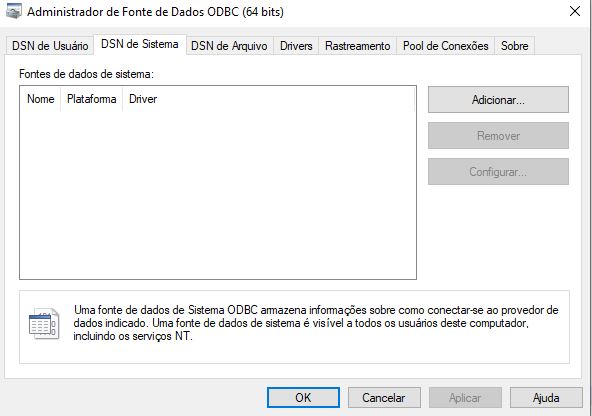 Administrador de Fonte de Dados ODBC (64 bits)
DSN de Usuário DSN de Sistema DSN de Arquivo Drivers Rastreamento Pool de Conexões Sobre
Fontes de dados de sistema:
Nome Plataforma Driver
Adicionar...
Remover
Configurar...
Uma fonte de dados de Sistema ODBC armazena informações sobre como conectar-se ao provedor de
dados indicado. Uma fonte de dados de sistema é visível a todos os usuários deste computador,
incluindo os serviços NT.
OK Cancelar Aplicar Ajuda